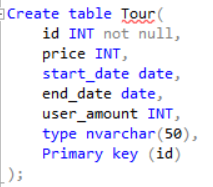 Create table Tour(
id INT not null,
price INT,
start_date date,
end_date date,
user_amount INT,
type nvarchar(50),
Primary key (id)
);